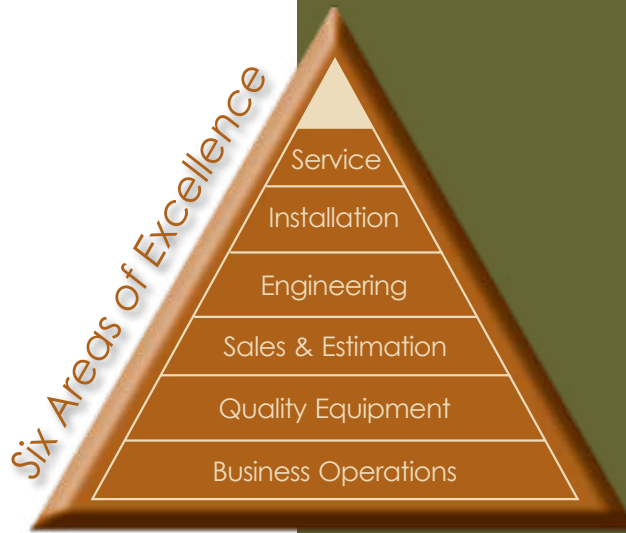 Six Areas of Excellence
Service
Installation
Engineering
Sales & Estimation
Quality Equipment
Business Operations